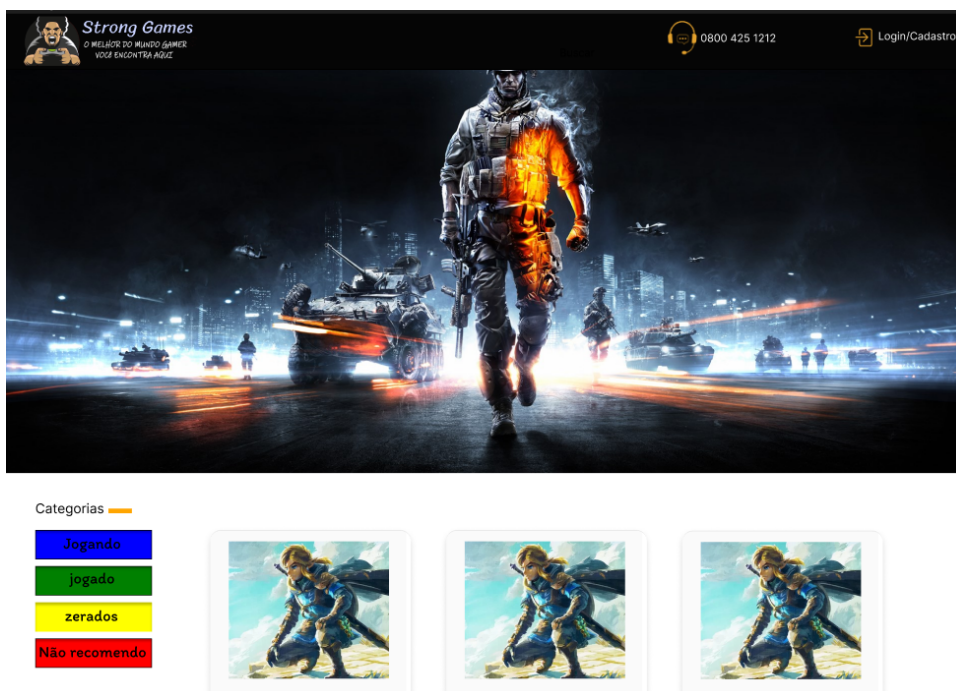 Strong Games
O MELHOR DO MUNDO GAMER
VOCÊ ENCONTRA AQUI
0800 425 1212
Login/Cadastro
Categorias
Jogando
jogado
zerados
Não recomendo